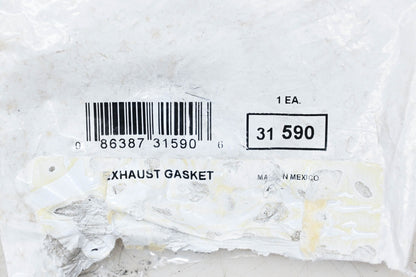 1 EA.
31 590
0 86387 31590 6
EXHAUST GASKET
MADE IN MEXICO